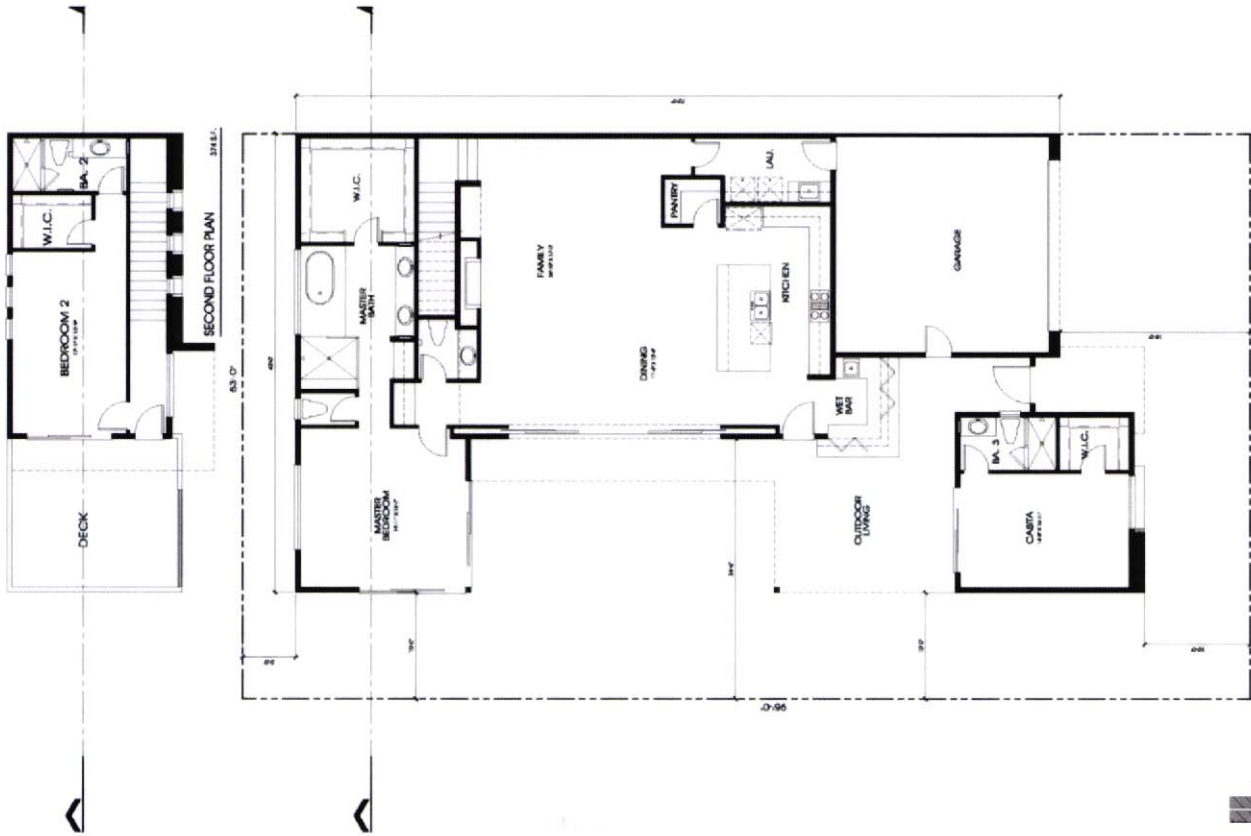 BA. 2
W.I.C.
BEDROOM 2
DECK
SECOND FLOOR PLAN
374 S.F.
53'-0"
W.I.C.
MASTER
BATH
MASTER
BEDROOM
FAMILY
DINING
PANTRY
LAU.
KITCHEN
GARAGE
WET
BAR
OUTDOOR
LIVING
BA. 3
W.I.C.
CASITA
96'-0"